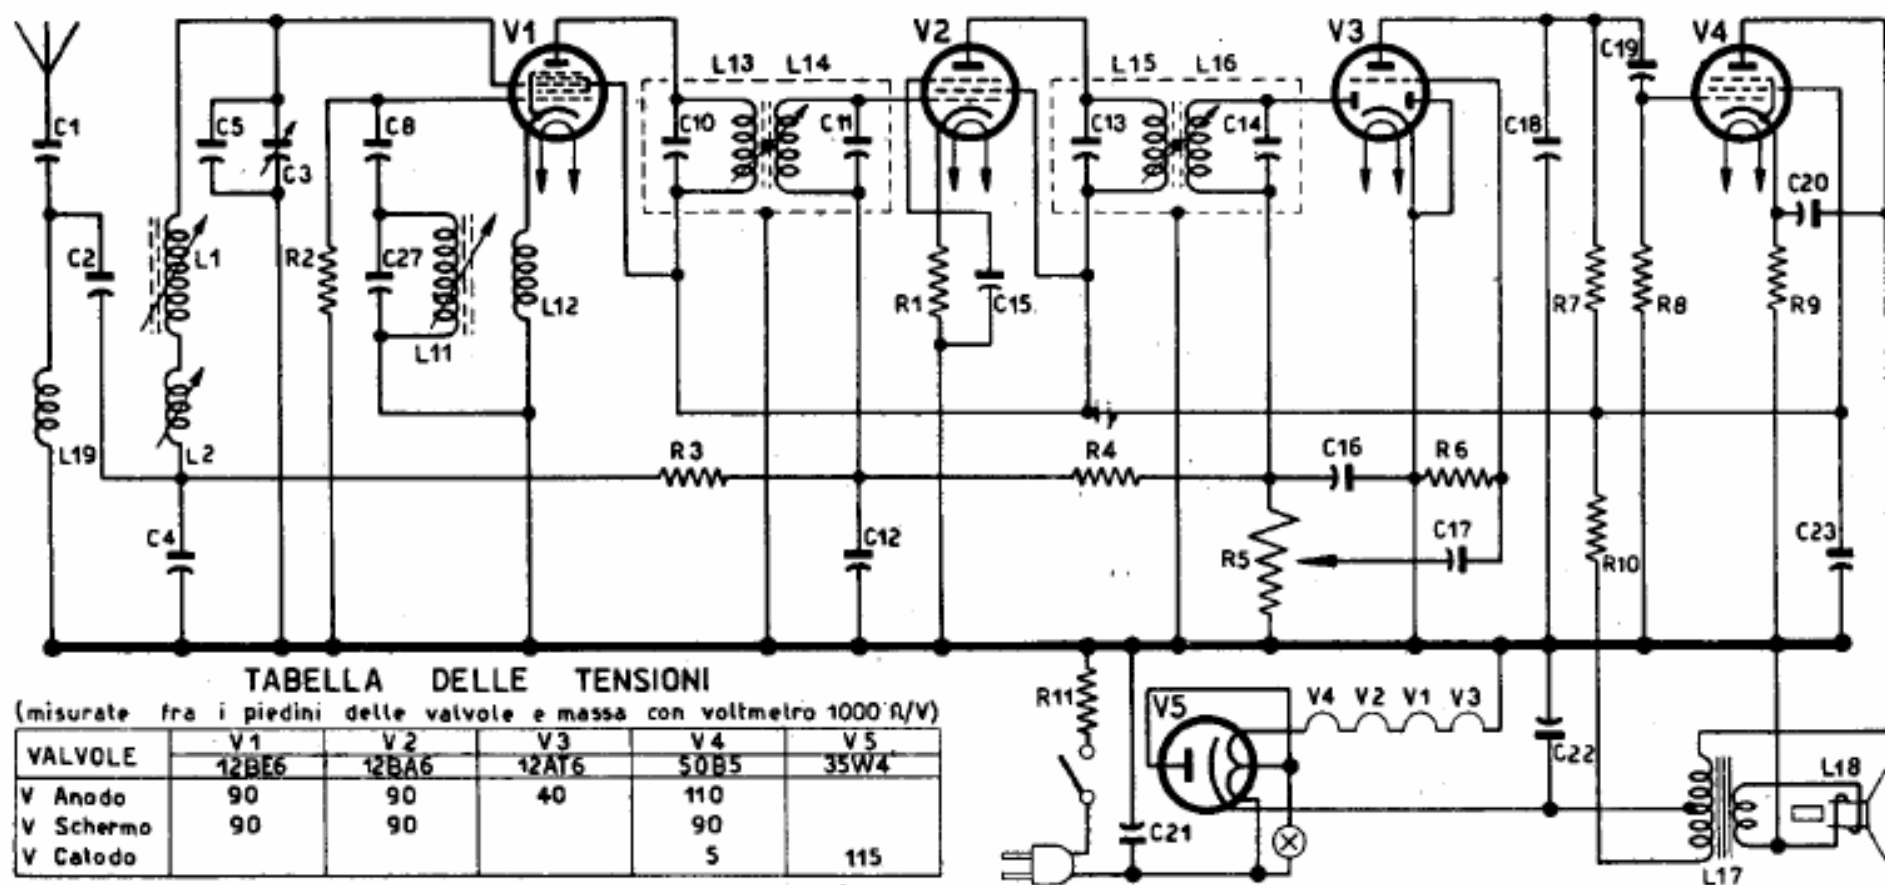 V1
V2
V3
V4
L13
L14
L15
L16
C19
C1
C5
C3
C8
C10
C11
C13
C14
C18
C20
C2
L1
R2
C27
L12
L11
R1
C15
R7
R8
R9
L19
L2
R3
R4
C16
R6
C4
C12
R5
C17
R10
C23
TABELLA DELLE TENSIONI
(misurate fra i piedini delle valvole e massa con voltmetro 1000 Ω/V)
VALVOLE V1 V2 V3 V4 V5
12BE6 12BA6 12AT6 50B5 35W4
V Anodo 90 90 40 110
V Schermo 90 90 90
V Catodo 5 115
R11
V5
V4 V2 V1 V3
C22
C21
L18
L17